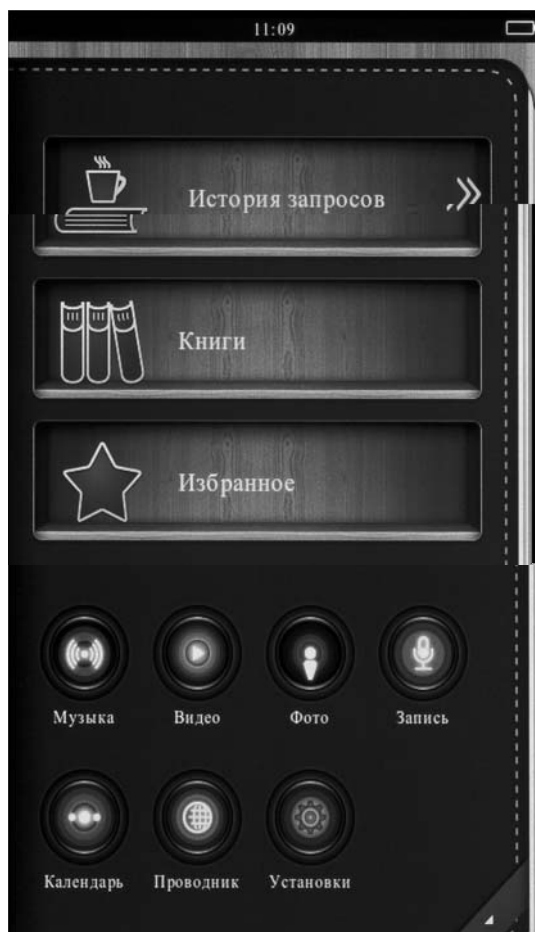 11:09
История запросов
Книги
Избранное
Музыка Видео Фото Запись
Календарь Проводник Установки